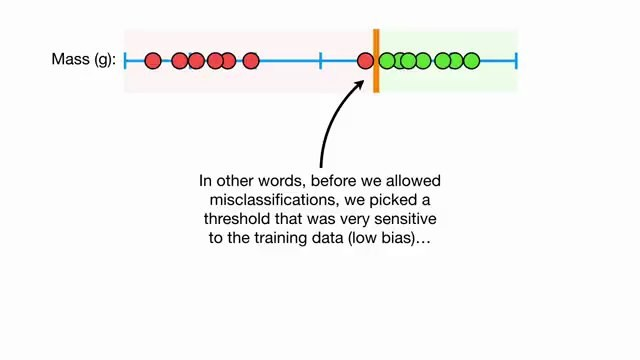 Mass (g):
In other words, before we allowed
misclassifications, we picked a
threshold that was very sensitive
to the training data (low bias)…